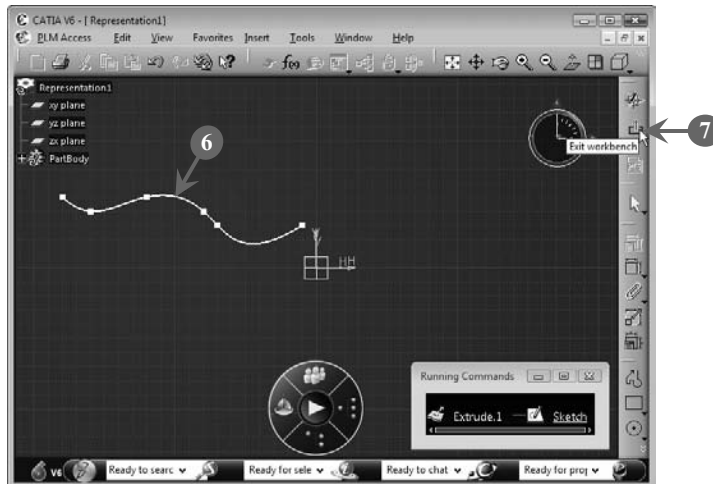 CATIA V6 - [ Representation1]
PLM Access Edit View Favorites Insert Tools Window Help
f(x)
Representation1
xy plane
yz plane
zx plane
PartBody
6
7
Exit workbench
H
Running Commands
Extrude.1 Sketch
V6 Ready to searc Ready for sele Ready to chat Ready for proj